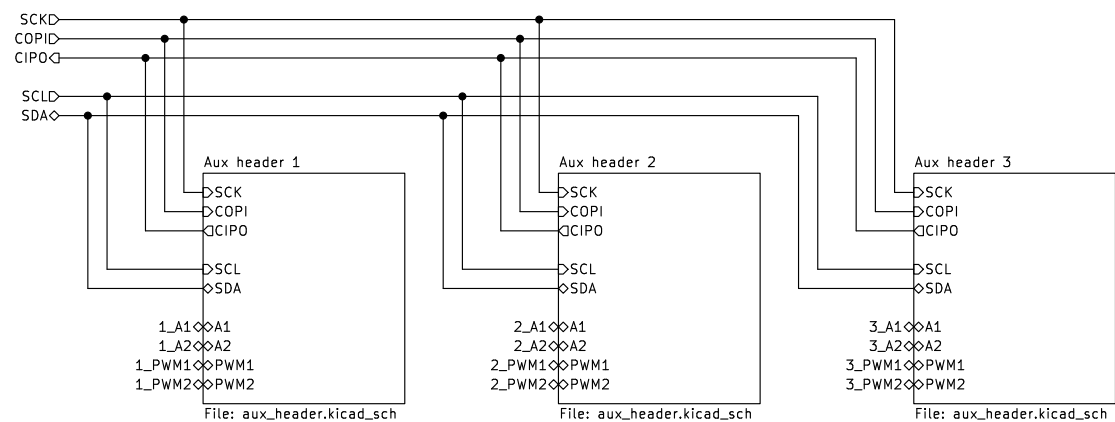 SCK
COPI
CIPO
SCL
SDA
Aux header 1
SCK
COPI
CIPO
SCL
SDA
1_A1 A1
1_A2 A2
1_PWM1 PWM1
1_PWM2 PWM2
File: aux_header.kicad_sch
Aux header 2
SCK
COPI
CIPO
SCL
SDA
2_A1 A1
2_A2 A2
2_PWM1 PWM1
2_PWM2 PWM2
File: aux_header.kicad_sch
Aux header 3
SCK
COPI
CIPO
SCL
SDA
3_A1 A1
3_A2 A2
3_PWM1 PWM1
3_PWM2 PWM2
File: aux_header.kicad_sch